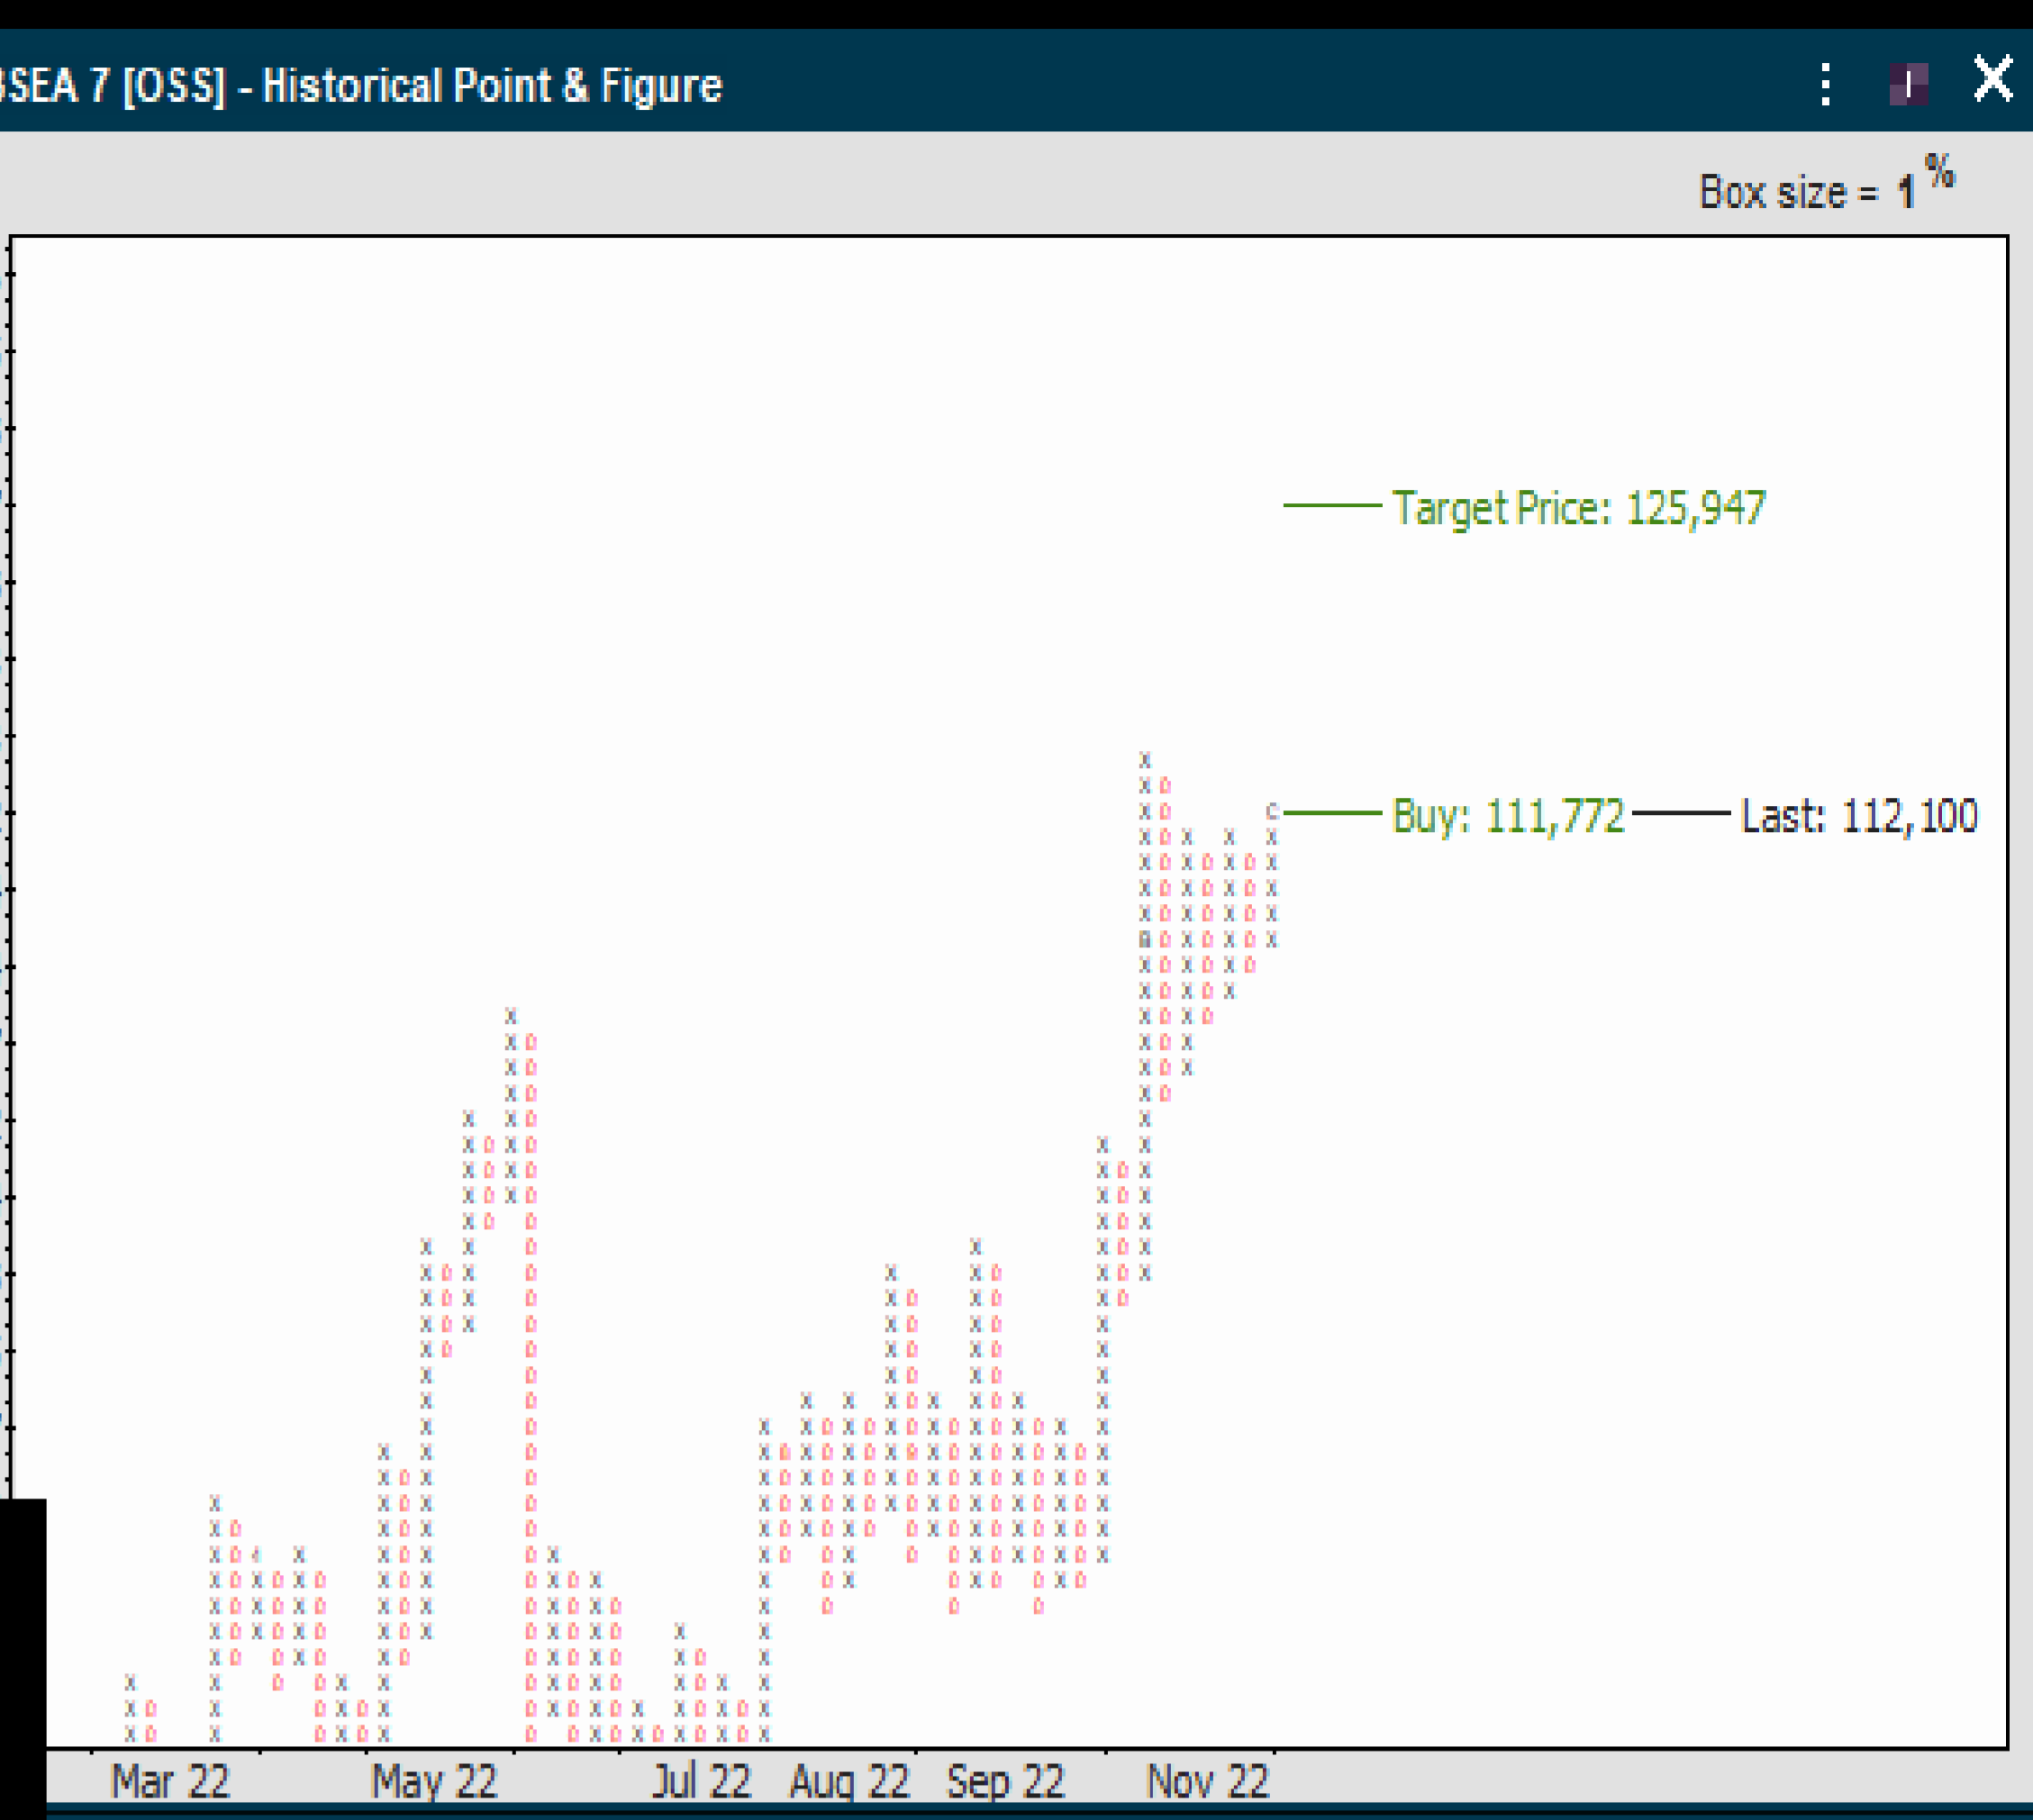 SEA 7 [OSS] - Historical Point & Figure
Box size = 1%
Target Price: 125,947
Buy: 111,772
Last: 112,100
Mar 22 May 22 Jul 22 Aug 22 Sep 22 Nov 22